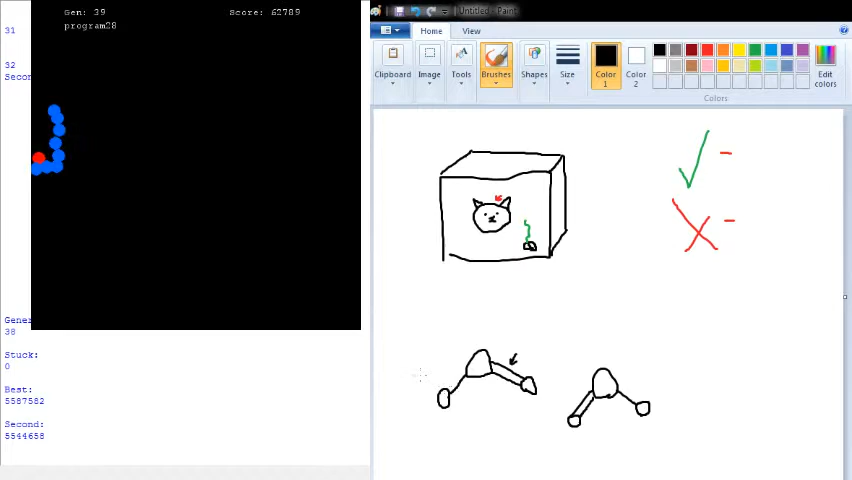 Untitled - Paint
Gen: 39
Score: 62789
program28
31
32
Secon
Home
View
Clipboard
Image
Tools
Brushes
Shapes
Size
Color 1
Color 2
Edit colors
Colors
Gener
38
Stuck:
0
Best:
5587582
Second:
5544658